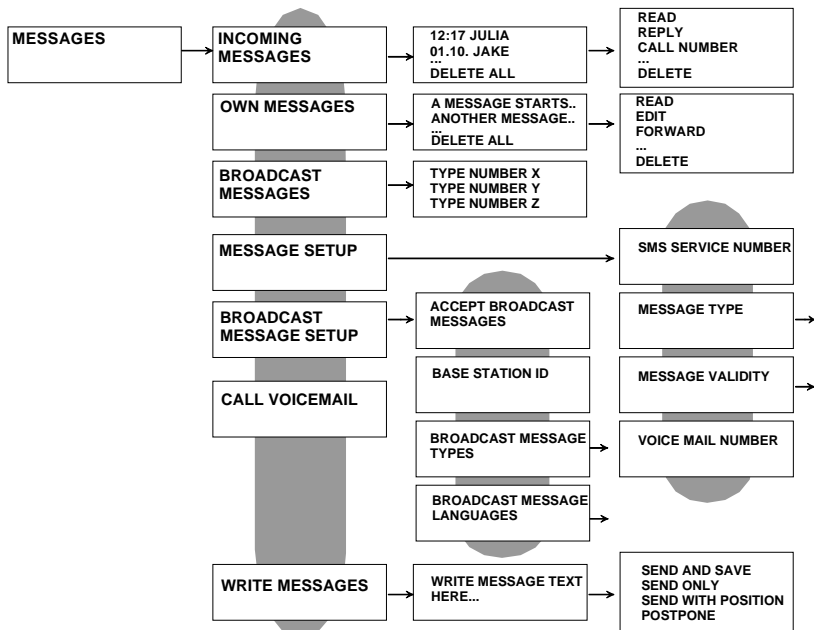 MESSAGES
INCOMING
MESSAGES
12:17 JULIA
01.10. JAKE
...
DELETE ALL
READ
REPLY
CALL NUMBER
...
DELETE
OWN MESSAGES
A MESSAGE STARTS..
ANOTHER MESSAGE..
...
DELETE ALL
READ
EDIT
FORWARD
...
DELETE
BROADCAST
MESSAGES
TYPE NUMBER X
TYPE NUMBER Y
TYPE NUMBER Z
MESSAGE SETUP
SMS SERVICE NUMBER
MESSAGE TYPE
MESSAGE VALIDITY
VOICE MAIL NUMBER
BROADCAST
MESSAGE SETUP
ACCEPT BROADCAST
MESSAGES
BASE STATION ID
BROADCAST MESSAGE
TYPES
BROADCAST MESSAGE
LANGUAGES
CALL VOICEMAIL
WRITE MESSAGES
WRITE MESSAGE TEXT
HERE...
SEND AND SAVE
SEND ONLY
SEND WITH POSITION
POSTPONE